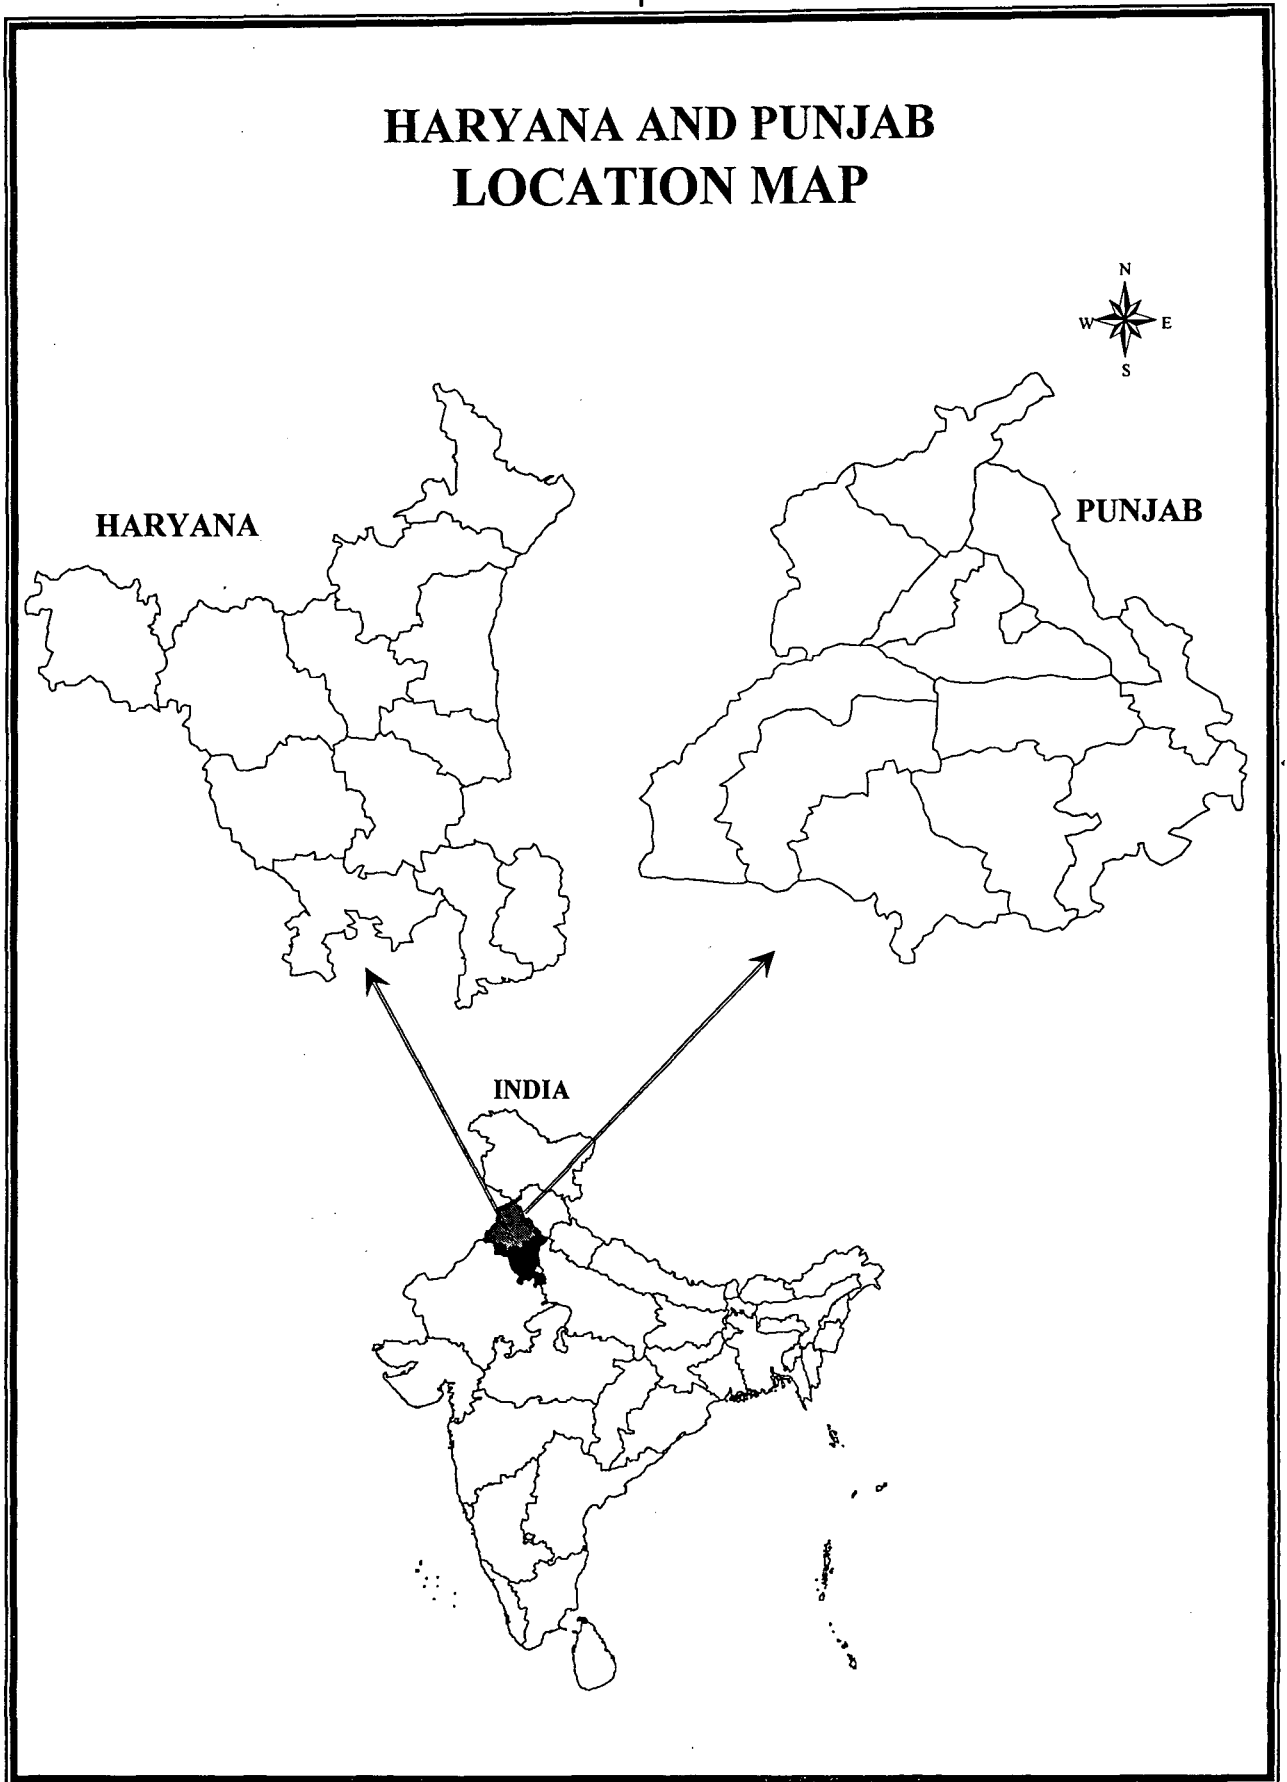 HARYANA AND PUNJAB
LOCATION MAP
N
W E
S
HARYANA
PUNJAB
INDIA